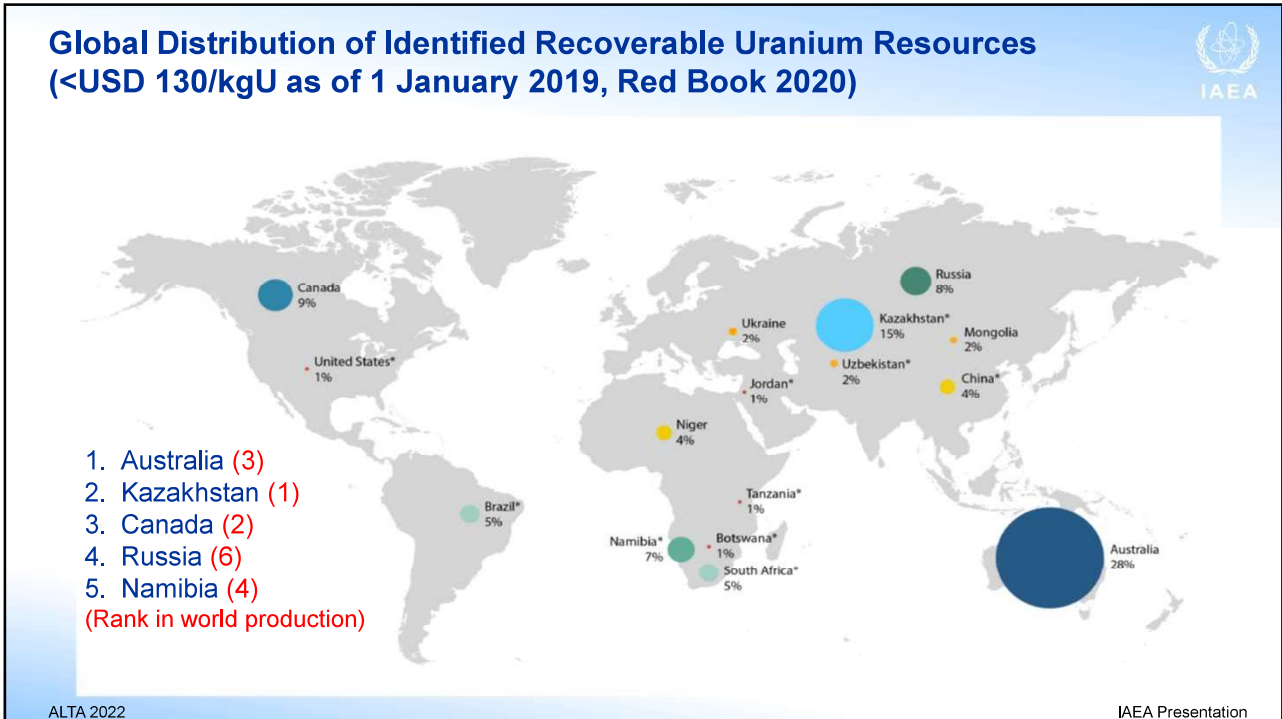 Global Distribution of Identified Recoverable Uranium Resources
(<USD 130/kgU as of 1 January 2019, Red Book 2020)
IAEA
Canada
9%
United States*
1%
Russia
8%
Kazakhstan*
15%
Ukraine
2%
Mongolia
2%
Uzbekistan*
2%
China*
4%
Jordan*
1%
Niger
4%
Brazil*
5%
Tanzania*
1%
Namibia*
7%
Botswana*
1%
South Africa*
5%
Australia
28%
1. Australia (3)
2. Kazakhstan (1)
3. Canada (2)
4. Russia (6)
5. Namibia (4)
(Rank in world production)
ALTA 2022
IAEA Presentation